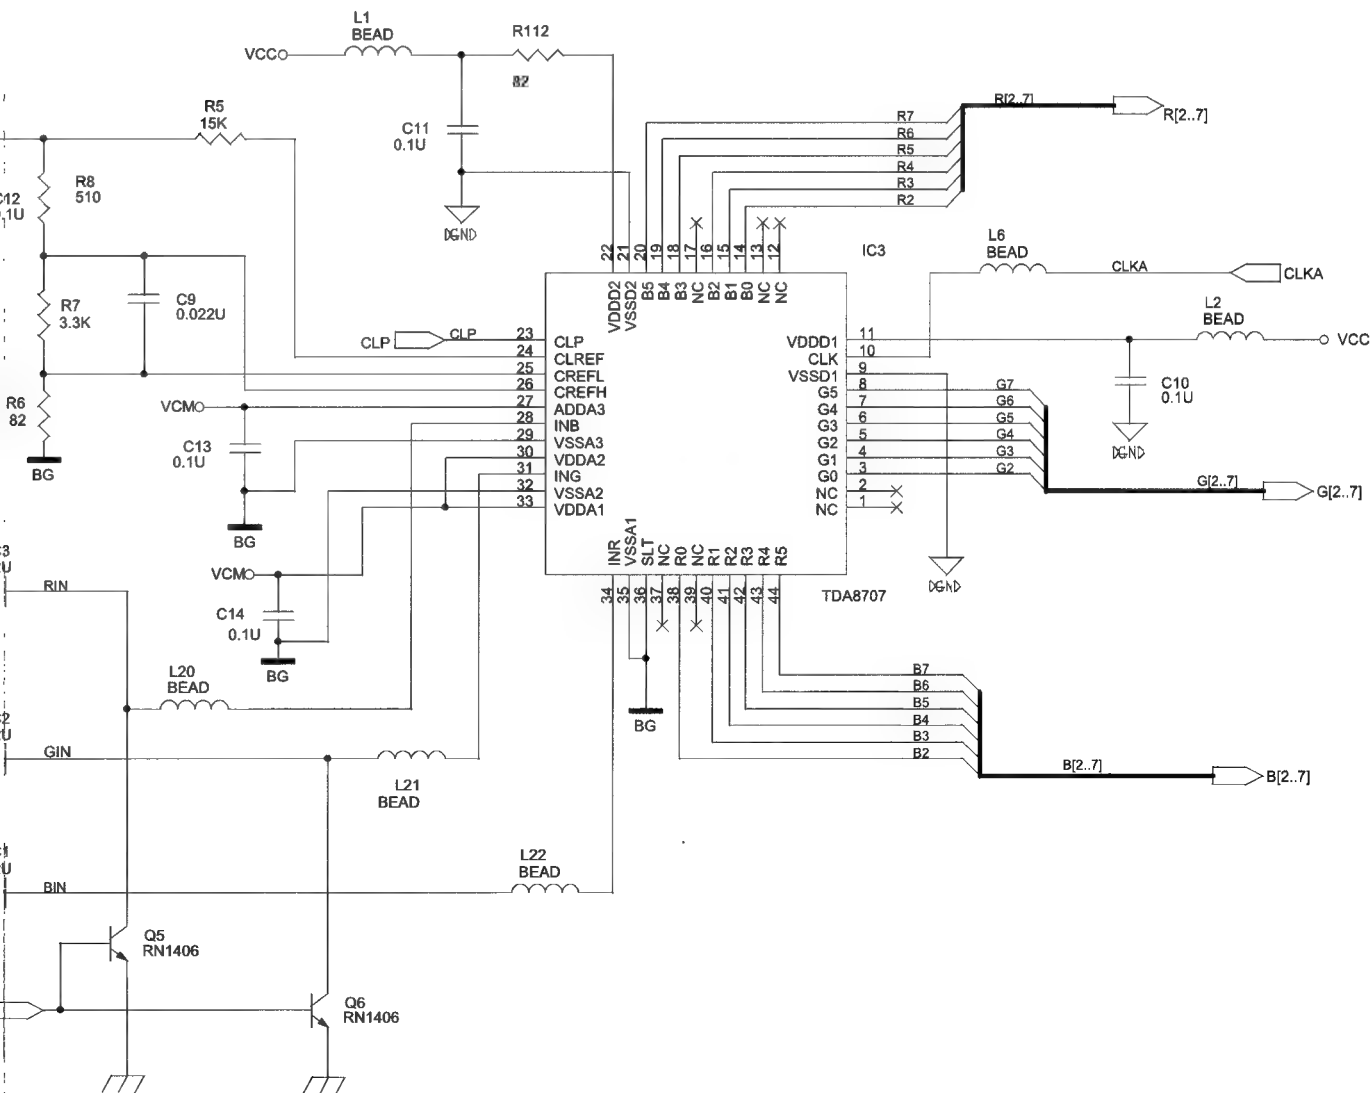 L1
BEAD
R112
VCC
82
R5
15K
C11
0.1U
R[2..7]
R[2..7]
R7
R6
R5
R4
R3
R2
R8
510
DGND
22
21
20
19
18
17
16
15
14
13
12
IC3
L6
BEAD
CLKA
CLKA
VDDD2
VSSD2
B5
B4
B3
NC
B2
B1
B0
NC
NC
R7
3.3K
C9
0.022U
L2
BEAD
VCC
CLP
CLP
23
CLP
24
CLREF
25
CREFL
26
CREFH
27
ADDA3
28
INB
29
VSSA3
30
VDDA2
31
ING
32
VSSA2
33
VDDA1
VDDD1
11
CLK
10
VSSD1
9
G5
8
G7
G4
7
G6
G3
6
G5
G2
5
G4
G1
4
G3
G0
3
G2
NC
2
NC
1
C10
0.1U
DGND
G[2..7]
G[2..7]
R6
82
BG
VCM
C13
0.1U
BG
VCM
C14
0.1U
BG
INR
VSSA1
SLT
NC
R0
NC
R1
R2
R3
R4
R5
34
35
36
37
38
39
40
41
42
43
44
TDA8707
DGND
RIN
L20
BEAD
BG
B7
B6
B5
B4
B3
B2
B[2..7]
B[2..7]
GIN
L21
BEAD
L22
BEAD
BIN
Q5
RN1406
Q6
RN1406